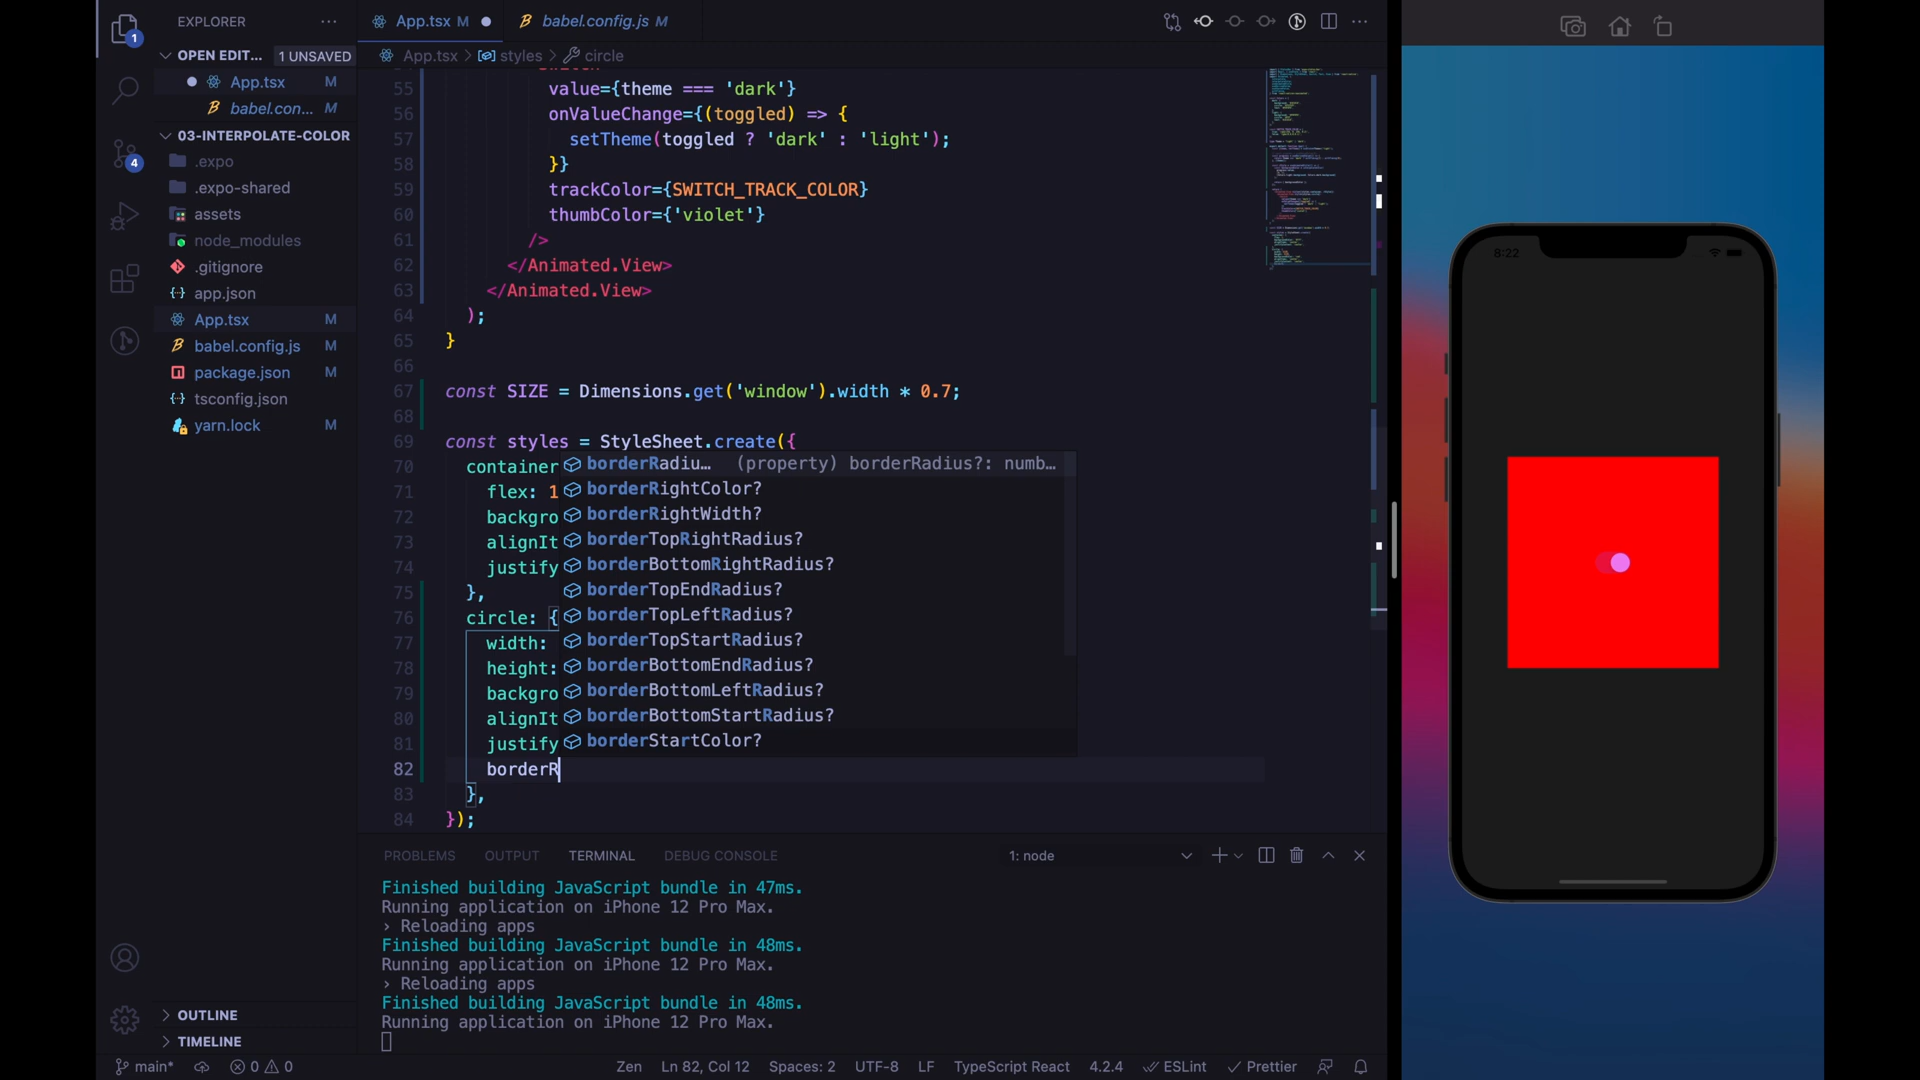 EXPLORER
OPEN EDIT... 1 UNSAVED
App.tsx M
babel.con... M
03-INTERPOLATE-COLOR
.expo
.expo-shared
assets
node_modules
.gitignore
app.json
App.tsx M
babel.config.js M
package.json M
tsconfig.json
yarn.lock M
OUTLINE
TIMELINE
1
4
App.tsx M
babel.config.js M
App.tsx > styles > circle
55 value={theme === 'dark'}
56 onValueChange={(toggled) => {
57 setTheme(toggled ? 'dark' : 'light');
58 }}
59 trackColor={SWITCH_TRACK_COLOR}
60 thumbColor={'violet'}
61 />
62 </Animated.View>
63 </Animated.View>
64 );
65 }
66
67 const SIZE = Dimensions.get('window').width * 0.7;
68
69 const styles = StyleSheet.create({
70 container
71 flex: 1
72 backgro
73 alignIt
74 justify
75 },
76 circle: {
77 width:
78 height:
79 backgro
80 alignIt
81 justify
82 borderR
83 },
84 });
borderRadiu... (property) borderRadius?: numb...
borderRightColor?
borderRightWidth?
borderTopRightRadius?
borderBottomRightRadius?
borderTopEndRadius?
borderTopLeftRadius?
borderTopStartRadius?
borderBottomEndRadius?
borderBottomLeftRadius?
borderBottomStartRadius?
borderStartColor?
PROBLEMS OUTPUT TERMINAL DEBUG CONSOLE 1: node
Finished building JavaScript bundle in 47ms.
Running application on iPhone 12 Pro Max.
› Reloading apps
Finished building JavaScript bundle in 48ms.
Running application on iPhone 12 Pro Max.
› Reloading apps
Finished building JavaScript bundle in 48ms.
Running application on iPhone 12 Pro Max.
main* 0 0 Zen Ln 82, Col 12 Spaces: 2 UTF-8 LF TypeScript React 4.2.4 ESLint Prettier
8:22